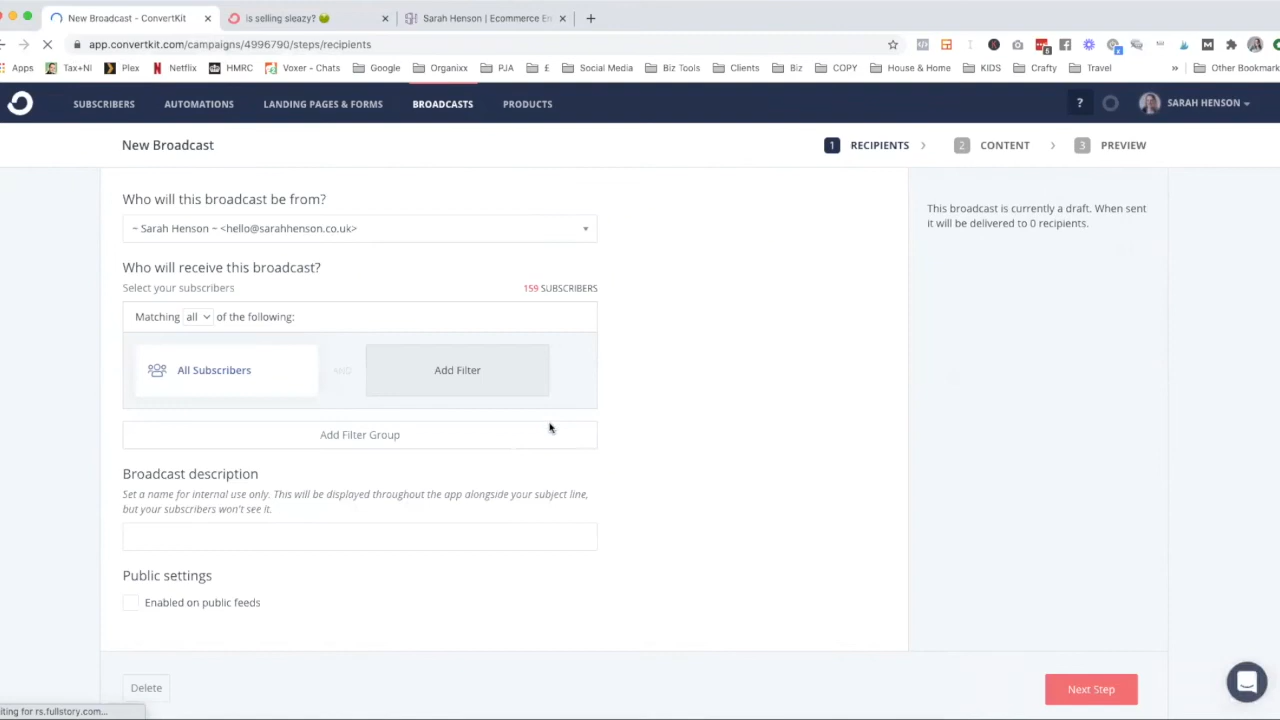 New Broadcast - ConvertKit
is selling sleazy?
Sarah Henson | Ecommerce En
app.convertkit.com/campaigns/4996790/steps/recipients
Apps Tax+NI Plex Netflix HMRC Voxer - Chats Google Organixx PJA £ Social Media Biz Tools Clients Biz COPY House & Home KIDS Crafty Travel » Other Bookmark
SUBSCRIBERS AUTOMATIONS LANDING PAGES & FORMS BROADCASTS PRODUCTS ? SARAH HENSON
New Broadcast 1 RECIPIENTS 2 CONTENT 3 PREVIEW
Who will this broadcast be from?
~ Sarah Henson ~ <hello@sarahhenson.co.uk>
This broadcast is currently a draft. When sent
it will be delivered to 0 recipients.
Who will receive this broadcast?
Select your subscribers 159 SUBSCRIBERS
Matching all of the following:
All Subscribers AND Add Filter
Add Filter Group
Broadcast description
Set a name for internal use only. This will be displayed throughout the app alongside your subject line,
but your subscribers won't see it.
Public settings
Enabled on public feeds
Delete Next Step
iting for rs.fullstory.com...